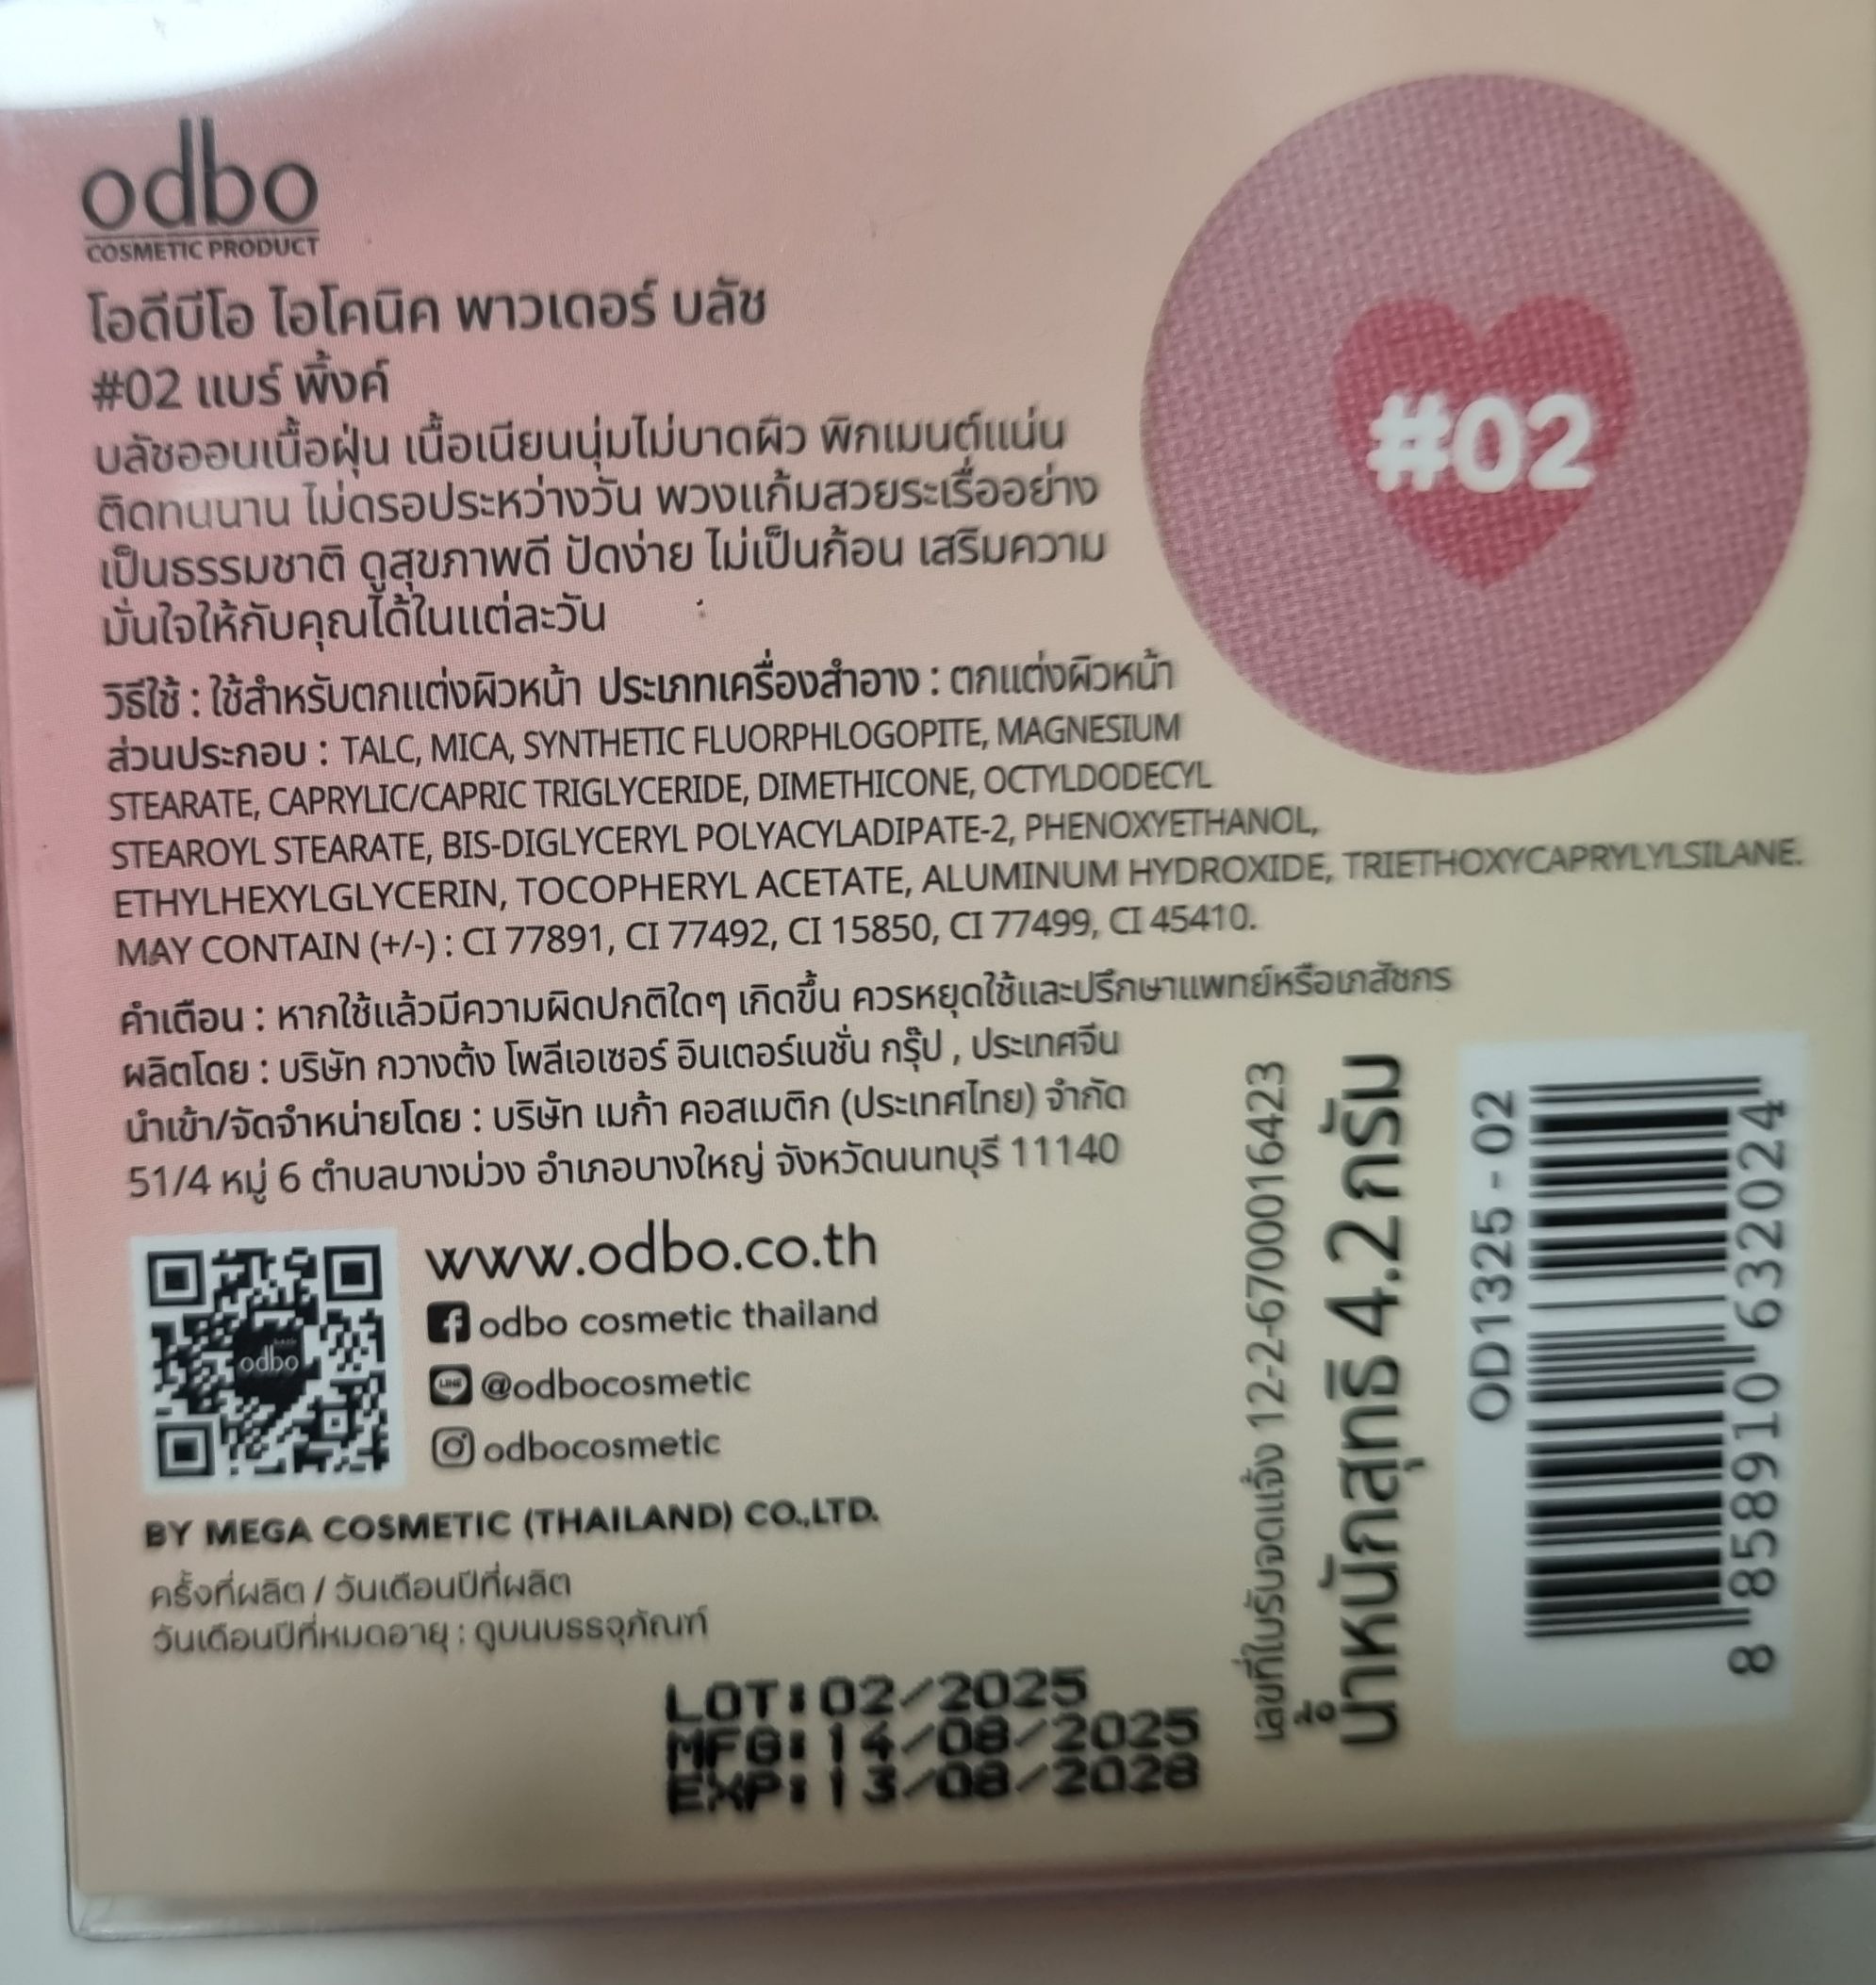 odbo
COSMETIC PRODUCT
โอดีบีโอ ไอโคนิค พาวเดอร์ บลัช
#02 แบร์ พิ้งค์
บลัชออนเนื้อฝุ่น เนื้อเนียนนุ่มไม่บาดผิว พิกเมนต์แน่น
ติดทนนาน ไม่ดรอประหว่างวัน พวงแก้มสวยระเรื่ออย่าง
เป็นธรรมชาติ ดูสุขภาพดี ปัดง่าย ไม่เป็นก้อน เสริมความ
มั่นใจให้กับคุณได้ในแต่ละวัน
#02
วิธีใช้ : ใช้สำหรับตกแต่งผิวหน้า ประเภทเครื่องสำอาง : ตกแต่งผิวหน้า
ส่วนประกอบ : TALC, MICA, SYNTHETIC FLUORPHLOGOPITE, MAGNESIUM
STEARATE, CAPRYLIC/CAPRIC TRIGLYCERIDE, DIMETHICONE, OCTYLDODECYL
STEAROYL STEARATE, BIS-DIGLYCERYL POLYACYLADIPATE-2, PHENOXYETHANOL,
ETHYLHEXYLGLYCERIN, TOCOPHERYL ACETATE, ALUMINUM HYDROXIDE, TRIETHOXYCAPRYLYLSILANE.
MAY CONTAIN (+/-) : CI 77891, CI 77492, CI 15850, CI 77499, CI 45410.
คำเตือน : หากใช้แล้วมีความผิดปกติใดๆ เกิดขึ้น ควรหยุดใช้และปรึกษาแพทย์หรือเภสัชกร
ผลิตโดย : บริษัท กวางตั้ง โพลีเอเซอร์ อินเตอร์เนชั่น กรุ๊ป , ประเทศจีน
นำเข้า/จัดจำหน่ายโดย : บริษัท เมก้า คอสเมติก (ประเทศไทย) จำกัด
51/4 หมู่ 6 ตำบลบางม่วง อำเภอบางใหญ่ จังหวัดนนทบุรี 11140
odbo
www.odbo.co.th
odbo cosmetic thailand
LINE @odbocosmetic
odbocosmetic
BY MEGA COSMETIC (THAILAND) CO.,LTD.
ครั้งที่ผลิต / วันเดือนปีที่ผลิต
วันเดือนปีที่หมดอายุ : ดูบนบรรจุภัณฑ์
LOT:02/2025
MFG:14/08/2025
EXP:13/08/2028
เลขที่ใบรับจดแจ้ง 12-2-6700016423
น้ำหนักสุทธิ 4.2 กรัม
OD1325 - 02
8 858910 632024